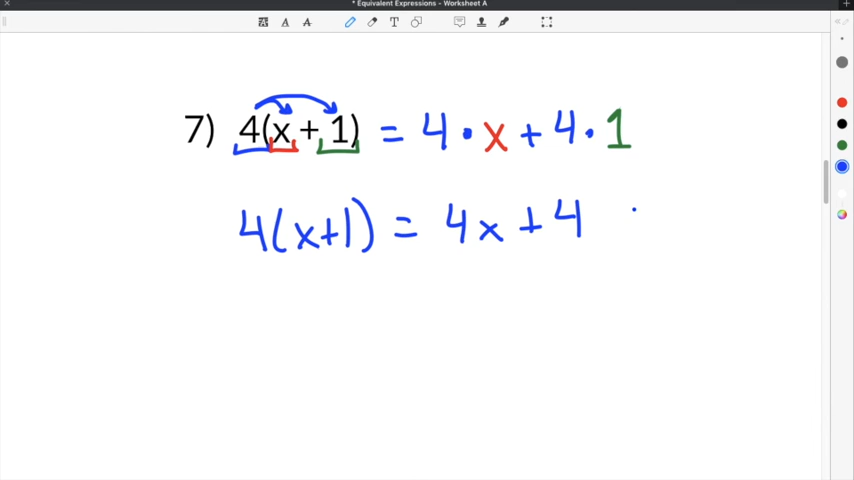 * Equivalent Expressions - Worksheet A
A A T
7) 4(x + 1) = 4 • x + 4 • 1
4(x+1) = 4x + 4